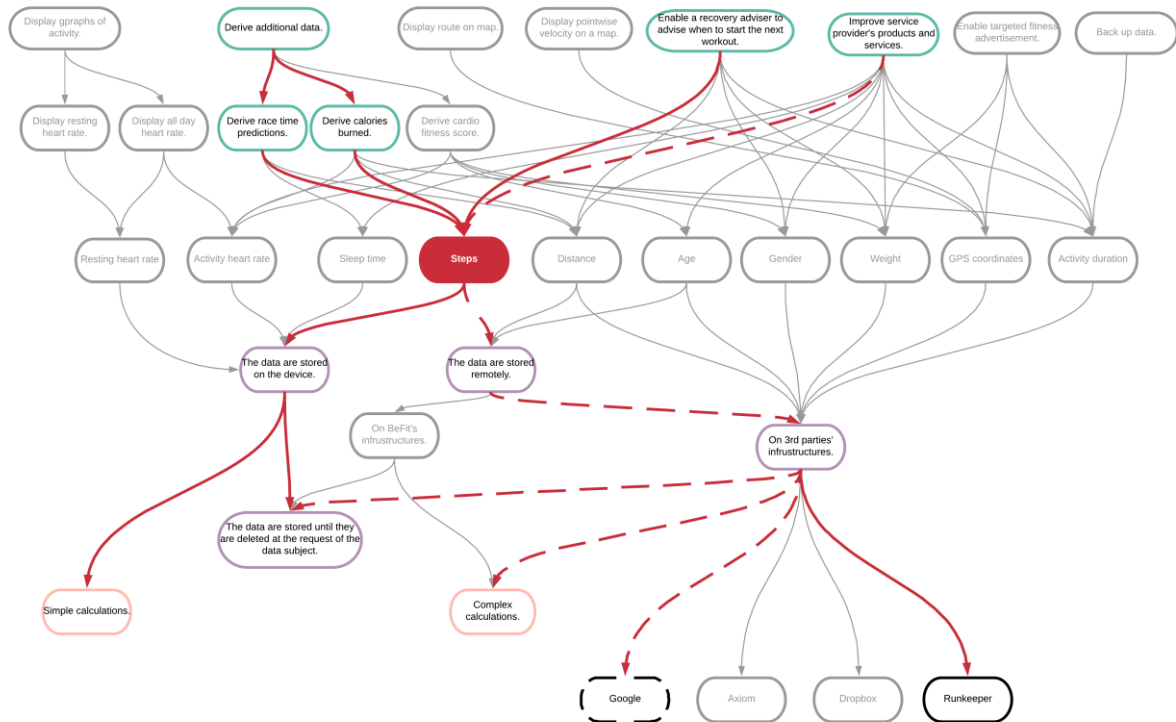 Display gpraphs of
activity.
Derive additional data.
Display route on map.
Display pointwise
velocity on a map.
Enable a recovery adviser to
advise when to start the next
workout.
Improve service
provider's products and
services.
Enable targeted fitness
advertisement.
Back up data.
Display resting
heart rate.
Display all day
heart rate.
Derive race time
predictions.
Derive calories
burned.
Derive cardio
fitness score.
Resting heart rate
Activity heart rate
Sleep time
Steps
Distance
Age
Gender
Weight
GPS coordinates
Activity duration
The data are stored
on the device.
The data are stored
remotely.
On BeFit's
infrustructures.
On 3rd parties'
infrustructures.
The data are stored until they
are deleted at the request of the
data subject.
Simple calculations.
Complex
calculations.
Google
Axiom
Dropbox
Runkeeper